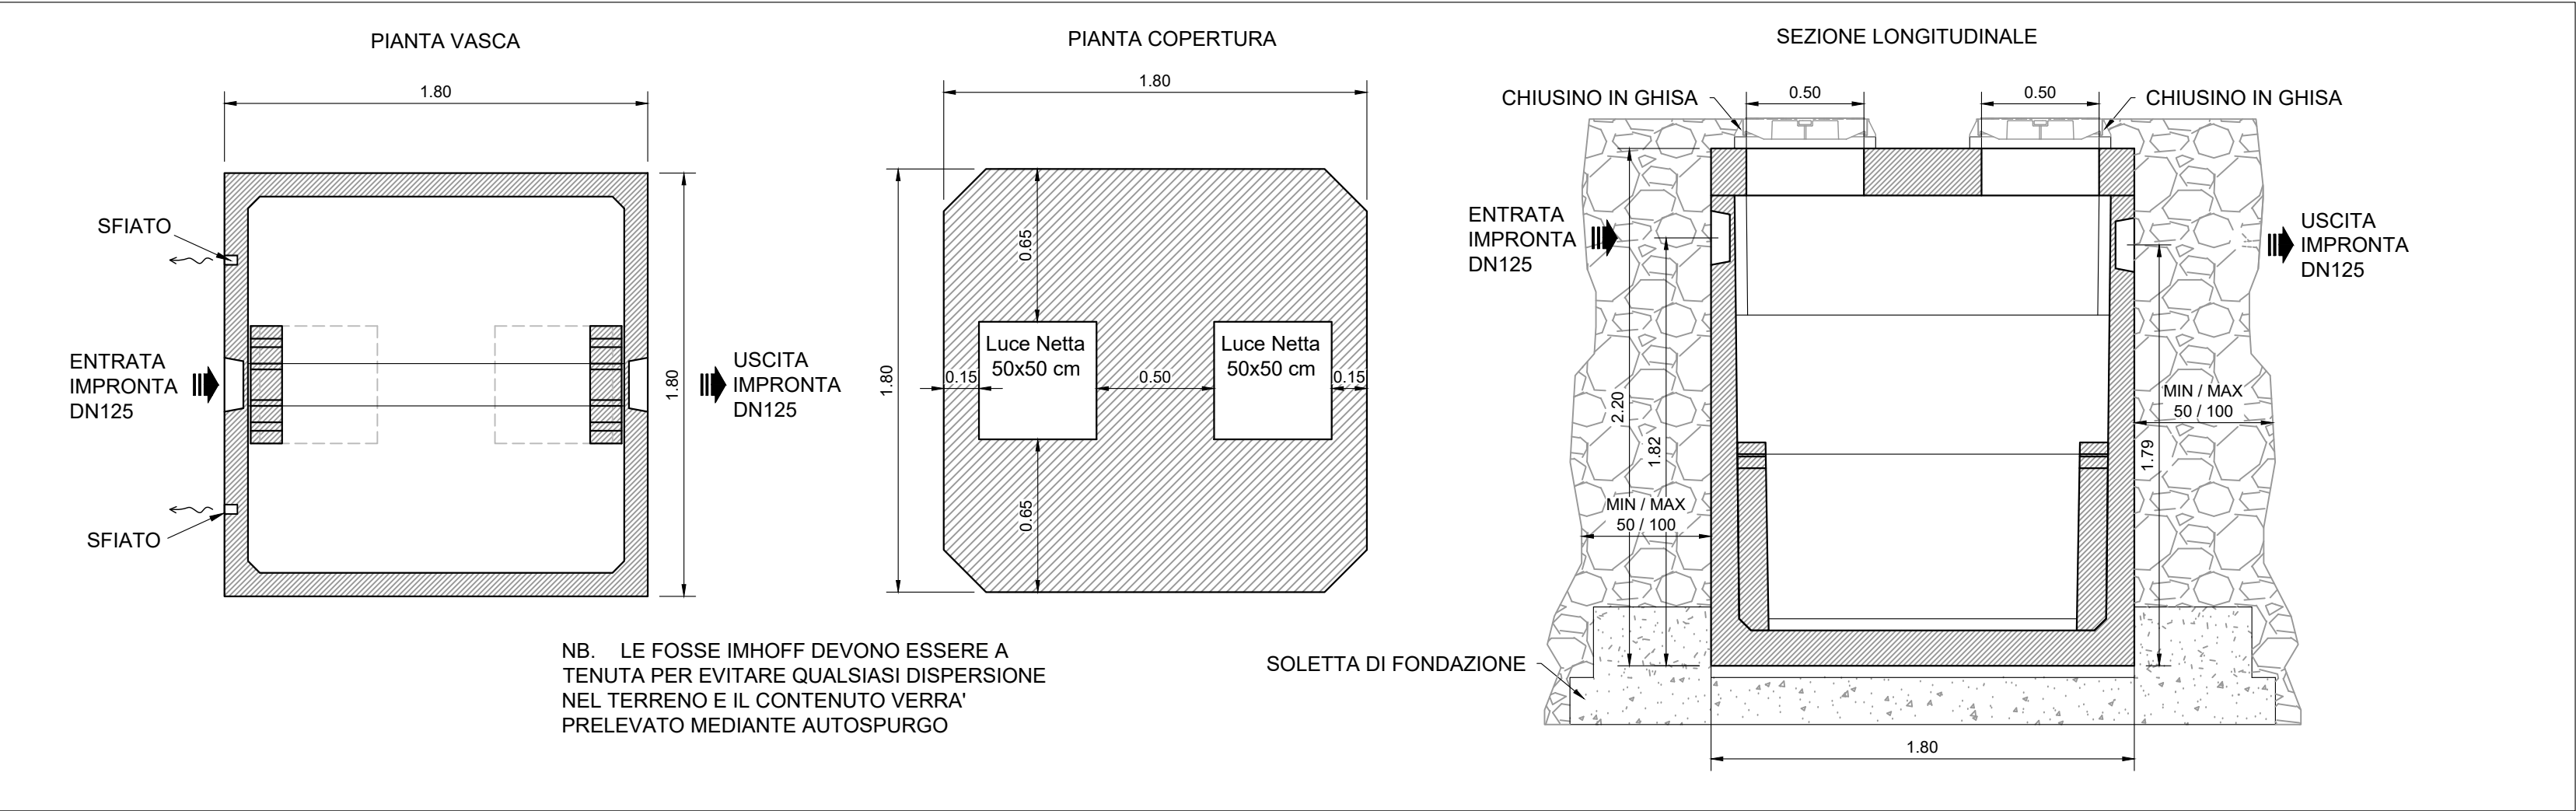 PIANTA VASCA
1.80
SFIATO
ENTRATA
IMPRONTA
DN125
SFIATO
1.80
USCITA
IMPRONTA
DN125
NB. LE FOSSE IMHOFF DEVONO ESSERE A
TENUTA PER EVITARE QUALSIASI DISPERSIONE
NEL TERRENO E IL CONTENUTO VERRA'
PRELEVATO MEDIANTE AUTOSPURGO
PIANTA COPERTURA
1.80
1.80
0.65
Luce Netta
50x50 cm
Luce Netta
50x50 cm
0.15
0.50
0.15
0.65
SEZIONE LONGITUDINALE
CHIUSINO IN GHISA
0.50
0.50
CHIUSINO IN GHISA
ENTRATA
IMPRONTA
DN125
USCITA
IMPRONTA
DN125
2.20
1.82
1.79
MIN / MAX
50 / 100
MIN / MAX
50 / 100
SOLETTA DI FONDAZIONE
1.80